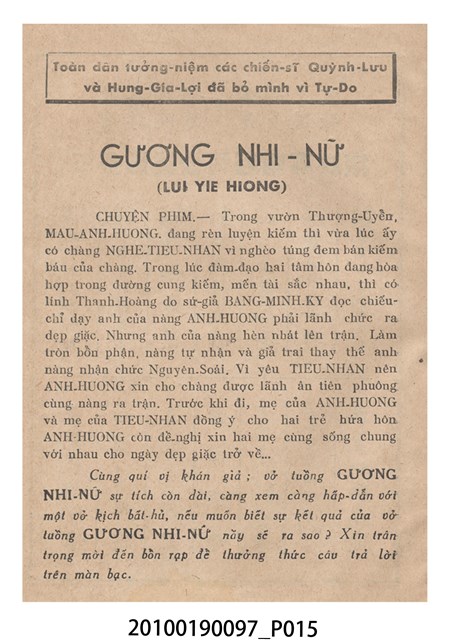 Toàn dân tưởng-niệm các chiến-sĩ Quỳnh-Lưu
và Hung-Gia-Lợi đã bỏ mình vì Tự-Do
GƯƠNG NHI - NỮ
(LUI YIE HIONG)
CHUYỆN PHIM.— Trong vườn Thượng-Uyễn,
MAU-ANH-HUONG. đang rèn luyện kiếm thì vừa lúc ấy
có chàng NGHE-TIEU-NHAN vì nghèo túng đem bán kiếm
báu của chàng. Trong lúc đàm-đạo hai tâm hồn đang hòa
hợp trong đường cung kiếm, mến tài sắc nhau, thì có
lính Thanh-Hoàng do sứ-giả BANG-MINH-KY đọc chiếu-
chỉ dạy anh của nàng ANH-HUONG phải lãnh chức ra
dẹp giặc. Nhưng anh của nàng hèn nhát lên trận. Làm
tròn bồn phận, nàng tự nhận và giả trai thay thế anh
nàng nhận chức Nguyên-Soái. Vì yêu TIEU-NHAN nên
ANH-HUONG xin cho chàng được lãnh ân tiên phuông
cùng nàng ra trận. Trước khi đi, mẹ của ANH-HUONG
và mẹ của TIEU-NHAN đồng ý cho hai trẻ hứa hôn
ANH-HUONG còn đề-nghị xin hai mẹ cùng sống chung
với nhau cho ngày dẹp giặc trở về...
Cùng quí vị khán giả ; vở tuồng GƯƠNG
NHI-NỮ sự tích còn dài, càng xem càng hấp-dẫn với
một vở kịch bất-hủ, nếu muốn biết sự kết quả của vở
tuồng GƯƠNG NHI-NỮ nầy sẽ ra sao ? Xin trân
trọng mời đến bồn rạp để thưởng thức câu trả lời
trên màn bạc.
20100190097_P015